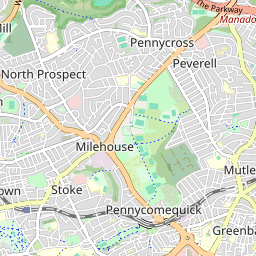 The Parkway
Manado
Pennycross
ill
Peverell
North Prospect
Milehouse
Mutle
Stoke
own
Pennycomequick
Greenba